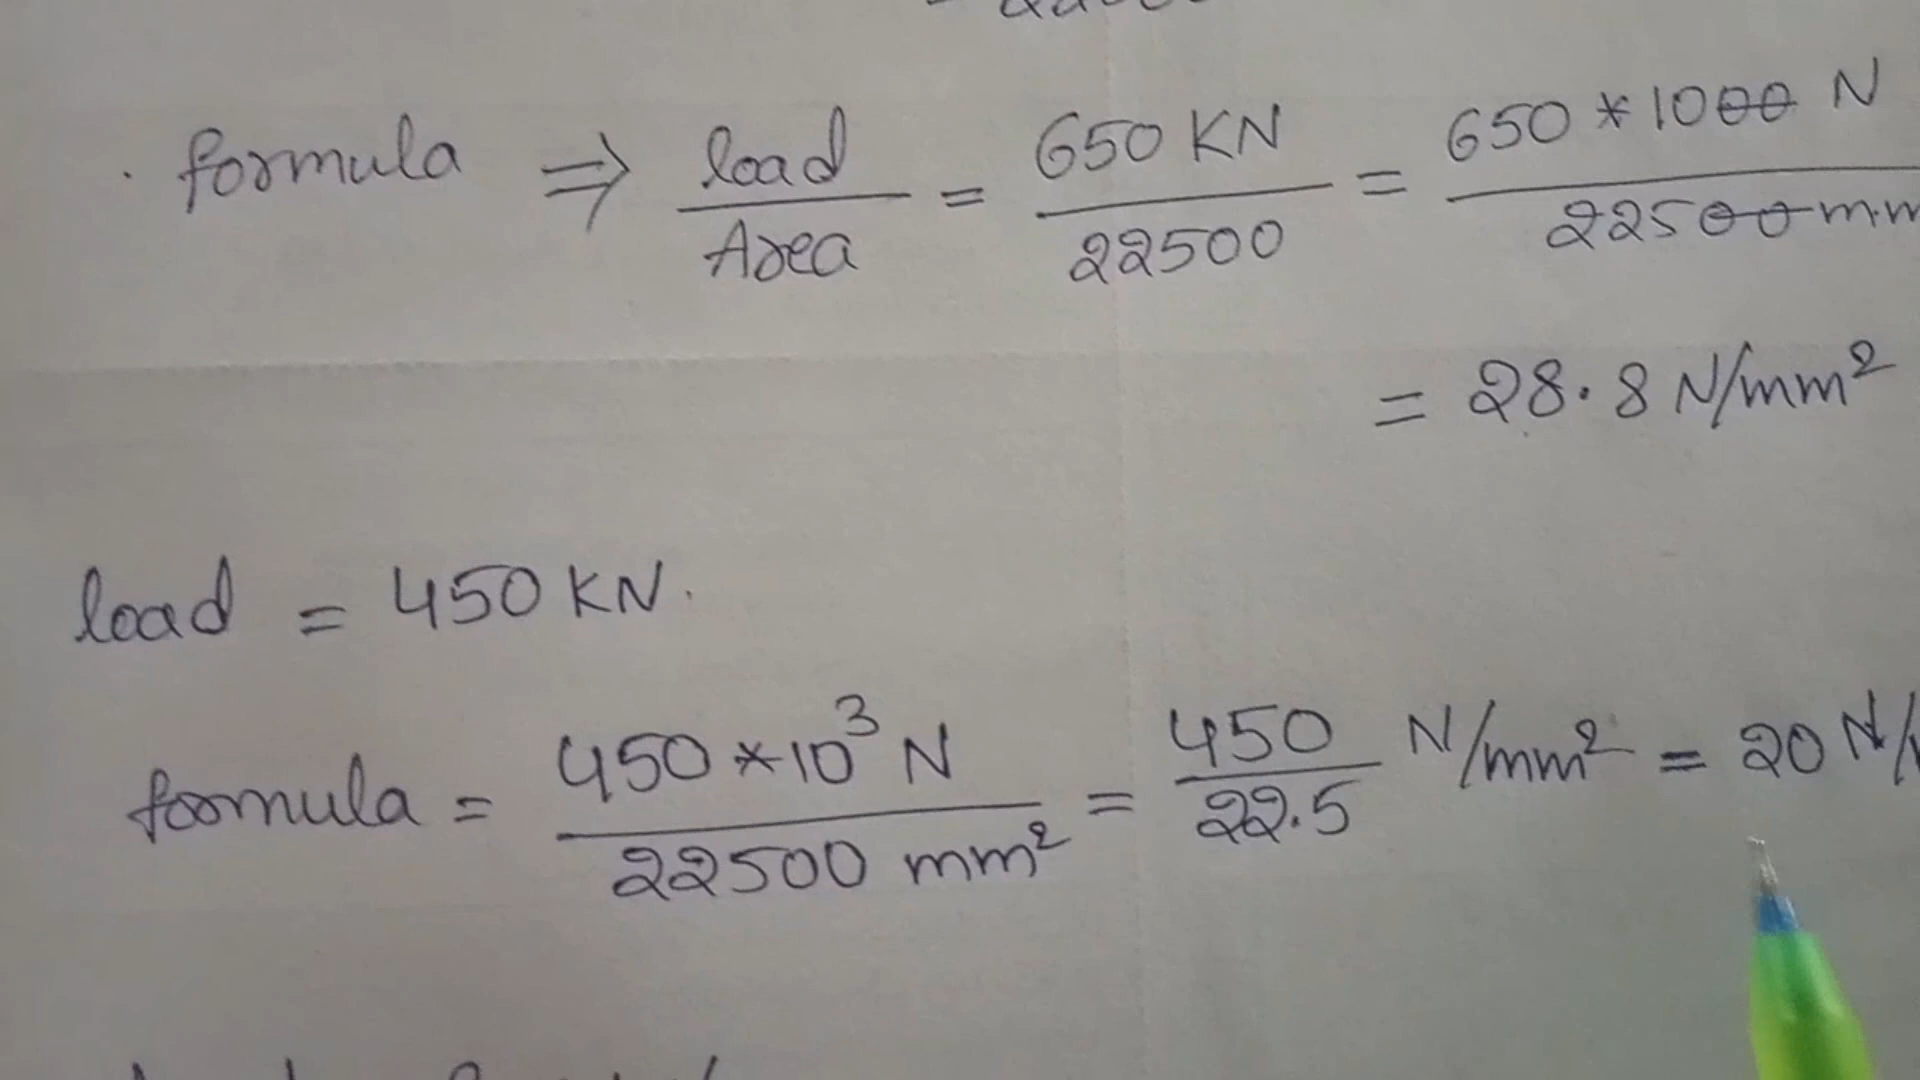 formula ⇒ load/Area = 650 KN/22500 = 650 * 1000 N/22500 mm
= 28.8 N/mm²
load = 450 KN.
formula = 450 * 10³ N/22500 mm² = 450/22.5 N/mm² = 20 N/